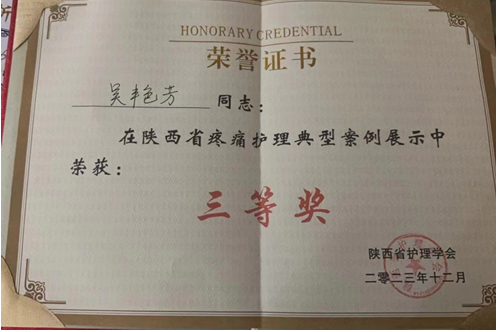 HONORARY CREDENTIAL
荣誉证书
吴艳芳 同志：
在陕西省疼痛护理典型案例展示中
荣获：
三等奖
陕西省护理学会
二零二三年十二月